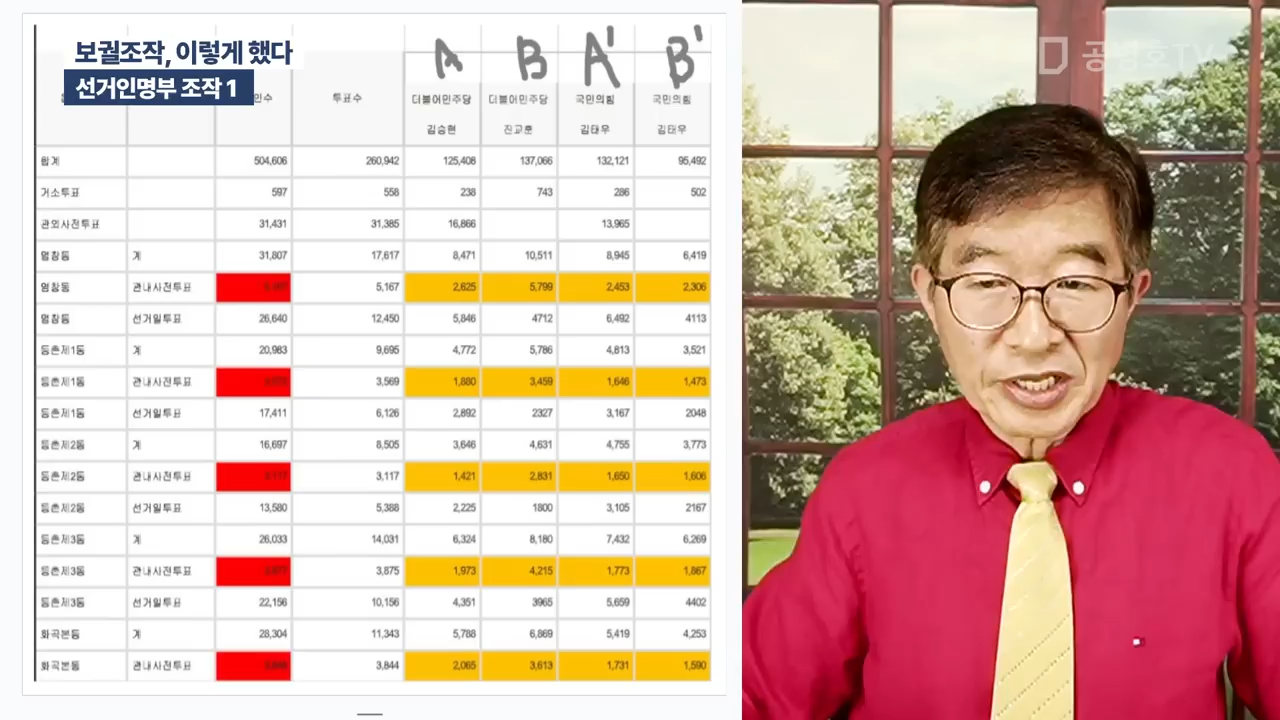 보궐조작, 이렇게 했다
선거인명부 조작 1
A B A' B'
인수 투표수 더불어민주당 더불어민주당 국민의힘 국민의힘
김승현 진교훈 김태우 김태우
합계 504,606 260,942 125,408 137,066 132,121 95,492
거소투표 597 558 238 743 286 502
관외사전투표 31,431 31,385 16,866 13,965
염창동 계 31,807 17,617 8,471 10,511 8,945 6,419
염창동 관내사전투표 5,167 2,625 5,799 2,453 2,306
염창동 선거일투표 26,640 12,450 5,846 4712 6,492 4113
등촌제1동 계 20,983 9,695 4,772 5,786 4,813 3,521
등촌제1동 관내사전투표 3,569 1,880 3,459 1,646 1,473
등촌제1동 선거일투표 17,411 6,126 2,892 2327 3,167 2048
등촌제2동 계 16,697 8,505 3,646 4,631 4,755 3,773
등촌제2동 관내사전투표 3,117 1,421 2,831 1,650 1,606
등촌제2동 선거일투표 13,580 5,388 2,225 1800 3,105 2167
등촌제3동 계 26,033 14,031 6,324 8,180 7,432 6,269
등촌제3동 관내사전투표 3,875 1,973 4,215 1,773 1,867
등촌제3동 선거일투표 22,156 10,156 4,351 3965 5,659 4402
화곡본동 계 28,304 11,343 5,788 6,869 5,419 4,253
화곡본동 관내사전투표 3,844 2,065 3,613 1,731 1,590
공병호TV